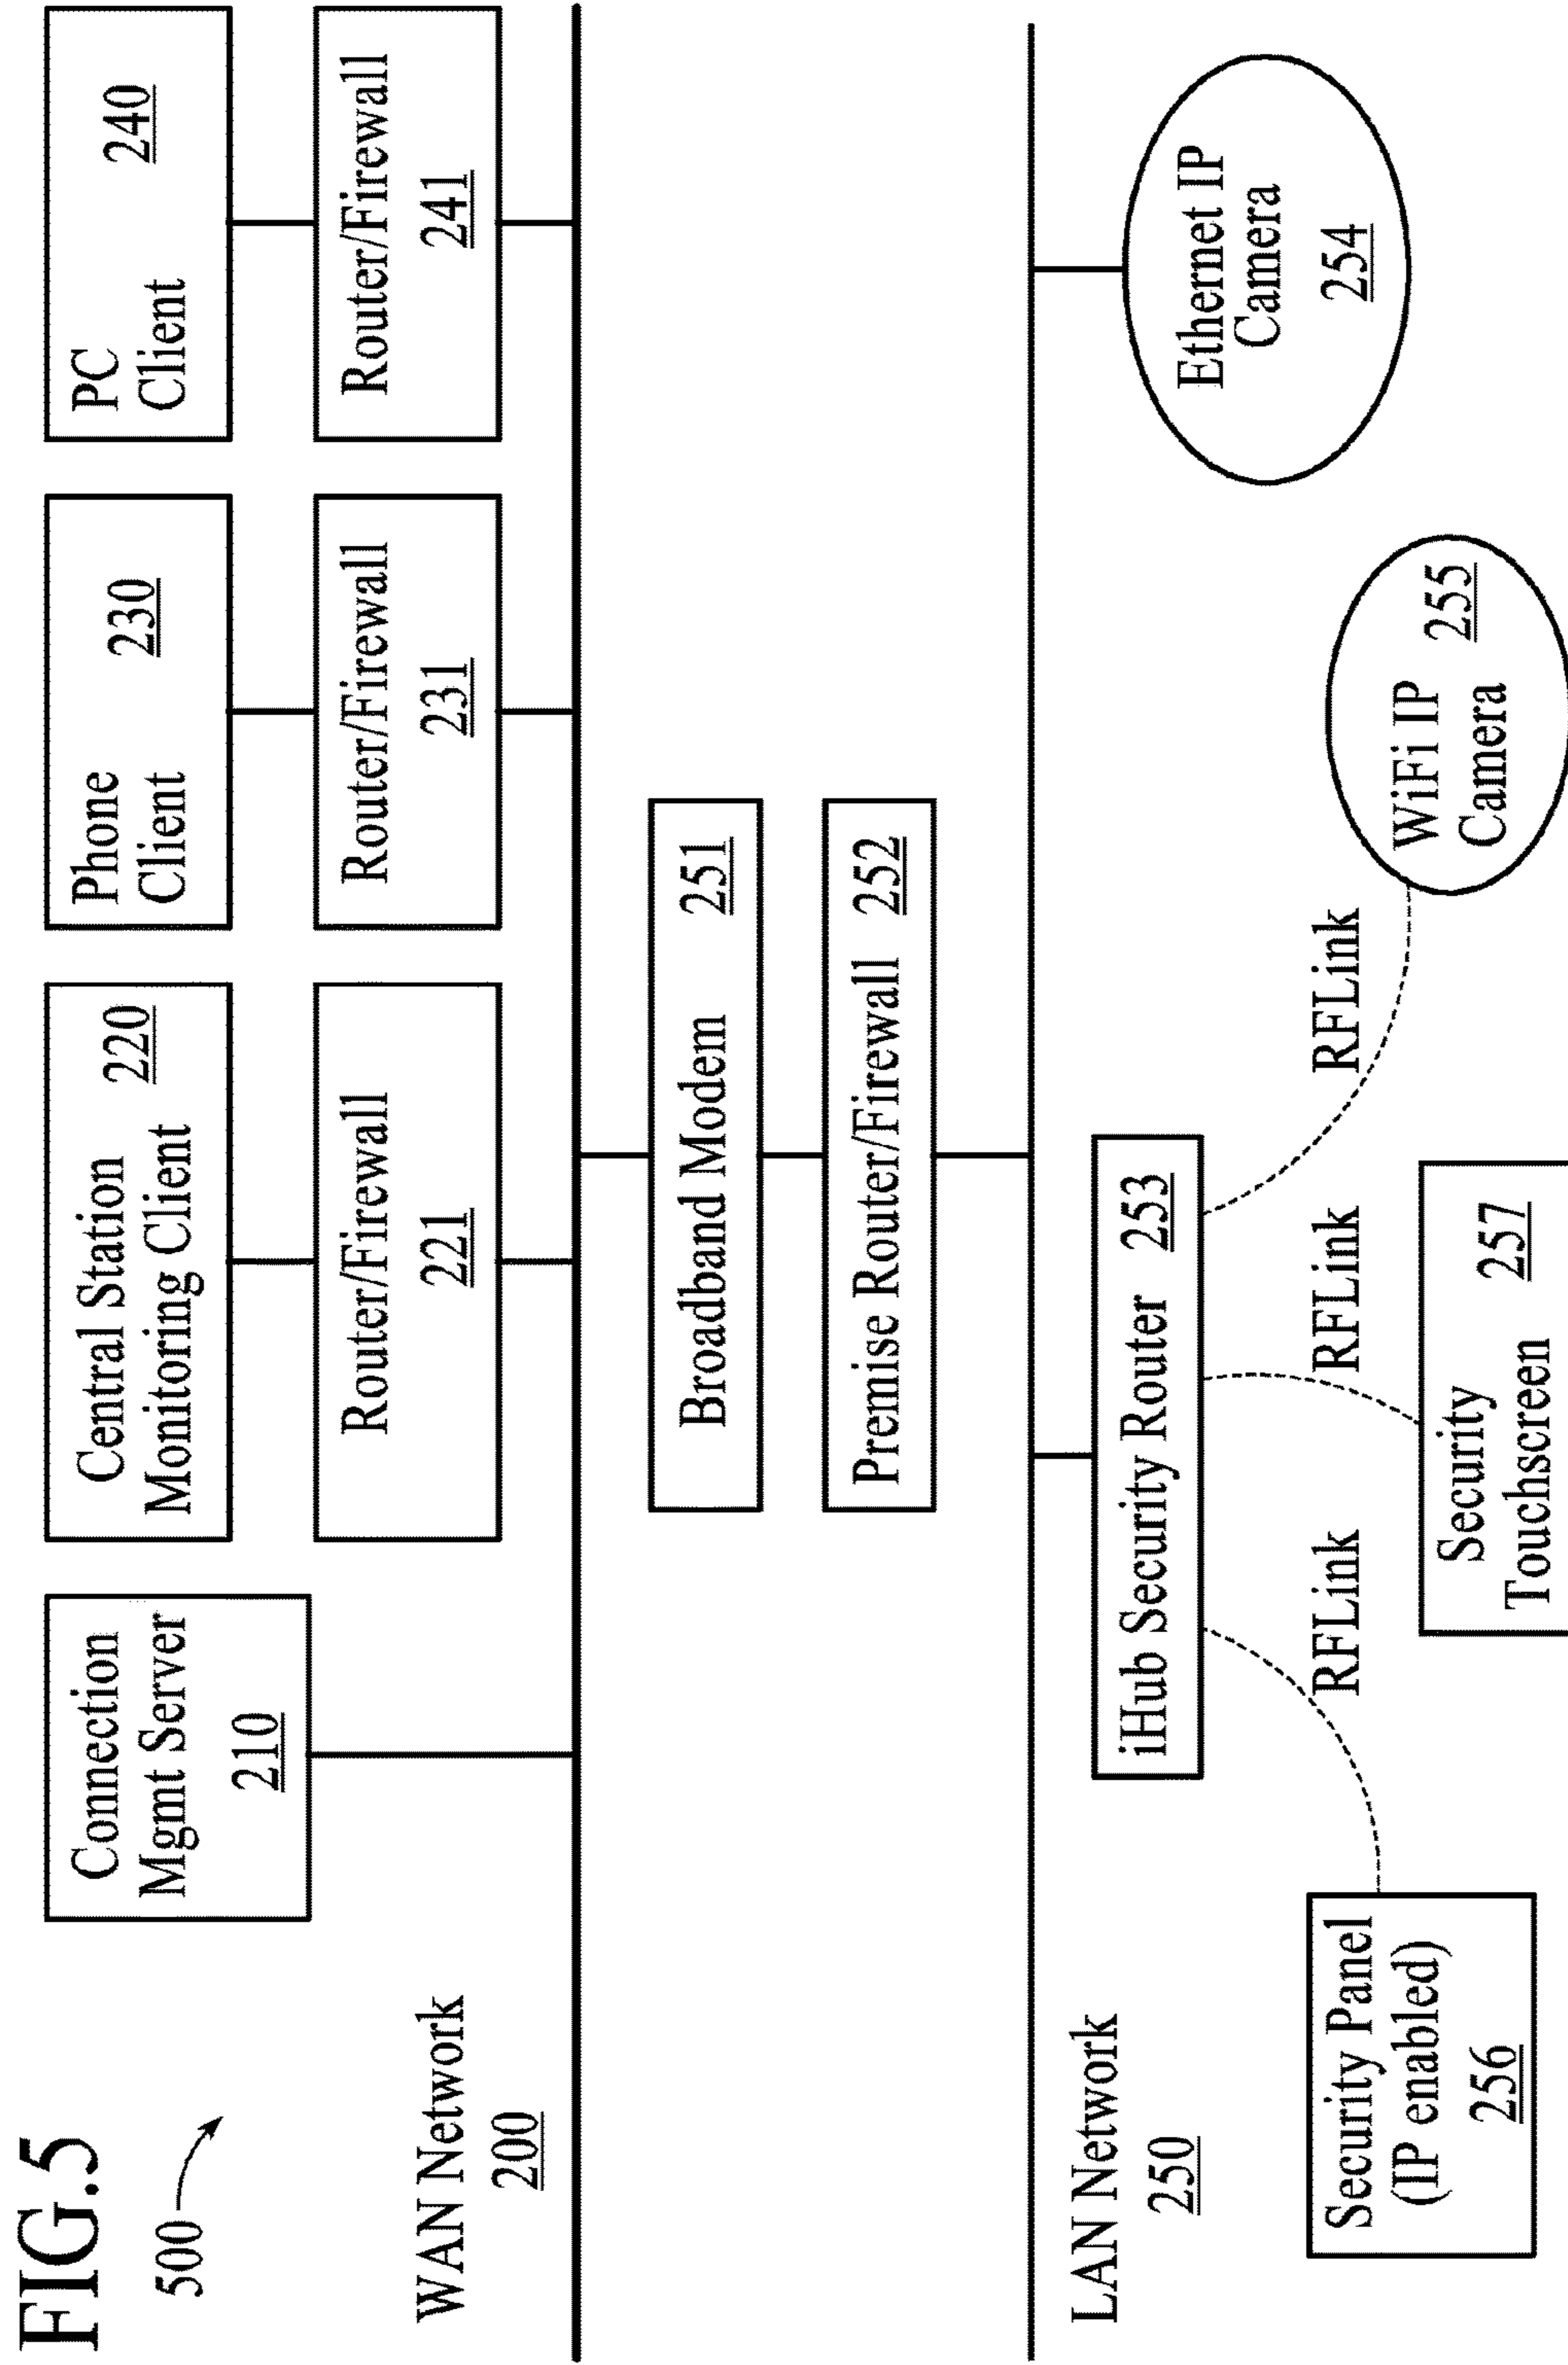 FIG.5
500
Connection
Mgmt Server
210
Central Station
Monitoring Client
220
Phone
Client
230
PC
Client
240
Router/Firewall
221
Router/Firewall
231
Router/Firewall
241
WAN Network
200
Broadband Modem 251
Premise Router/Firewall 252
LAN Network
250
iHub Security Router 253
Ethernet IP
Camera
254
RFLink
RFLink
RFLink
Security Panel
(IP enabled)
256
Security
Touchscreen
257
WiFi IP
Camera
255